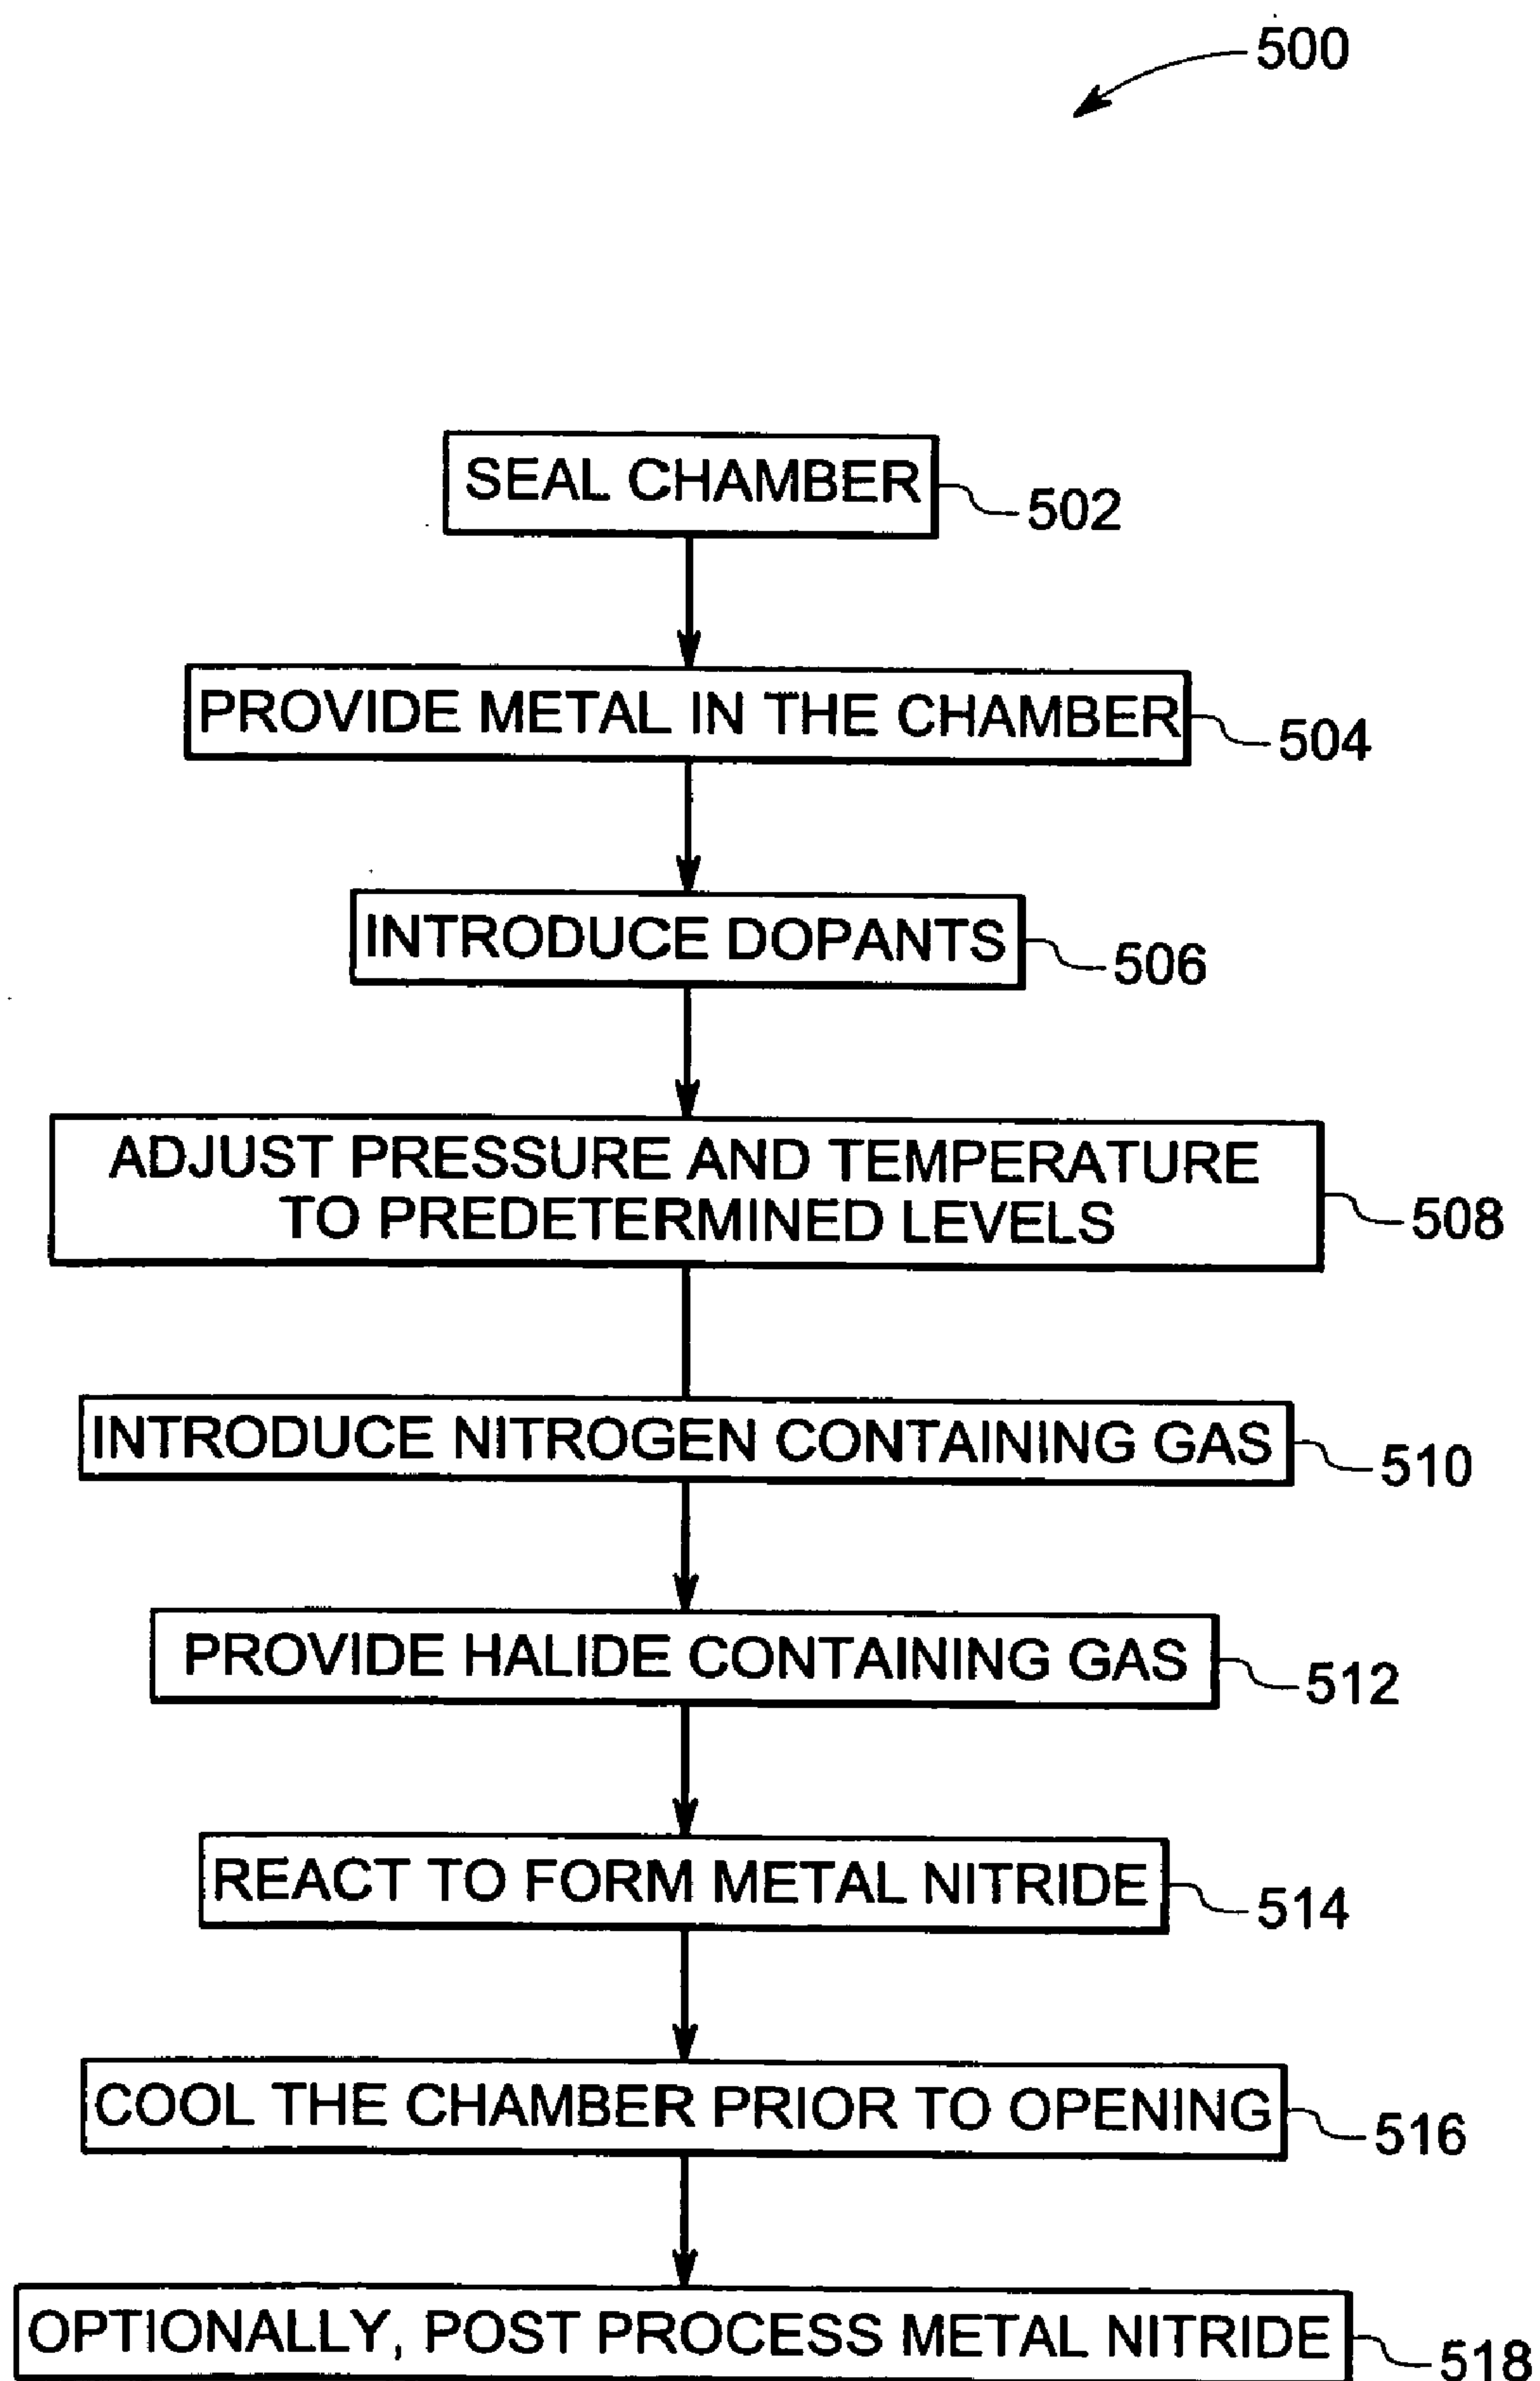 500
SEAL CHAMBER
502
PROVIDE METAL IN THE CHAMBER
504
INTRODUCE DOPANTS
506
ADJUST PRESSURE AND TEMPERATURE
TO PREDETERMINED LEVELS
508
INTRODUCE NITROGEN CONTAINING GAS
510
PROVIDE HALIDE CONTAINING GAS
512
REACT TO FORM METAL NITRIDE
514
COOL THE CHAMBER PRIOR TO OPENING
516
OPTIONALLY, POST PROCESS METAL NITRIDE
518